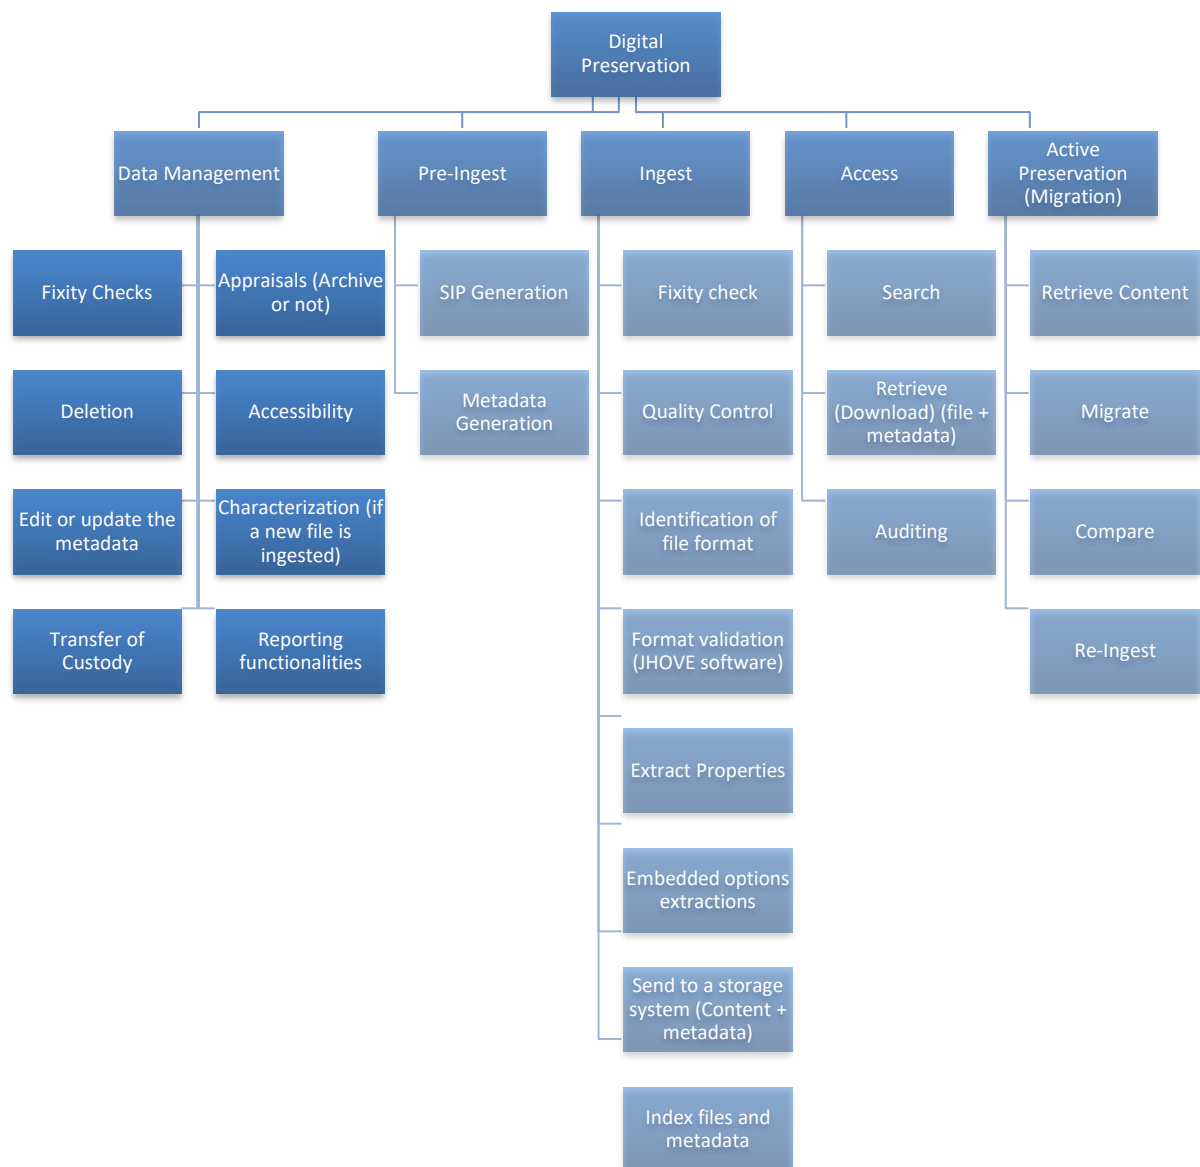 Digital
Preservation
Data Management
Pre-Ingest
Ingest
Access
Active
Preservation
(Migration)
Fixity Checks
Appraisals (Archive
or not)
Deletion
Accessibility
Edit or update the
metadata
Characterization (if
a new file is
ingested)
Transfer of
Custody
Reporting
functionalities
SIP Generation
Metadata
Generation
Fixity check
Quality Control
Identification of
file format
Format validation
(JHOVE software)
Extract Properties
Embedded options
extractions
Send to a storage
system (Content +
metadata)
Index files and
metadata
Search
Retrieve
(Download) (file +
metadata)
Auditing
Retrieve Content
Migrate
Compare
Re-Ingest